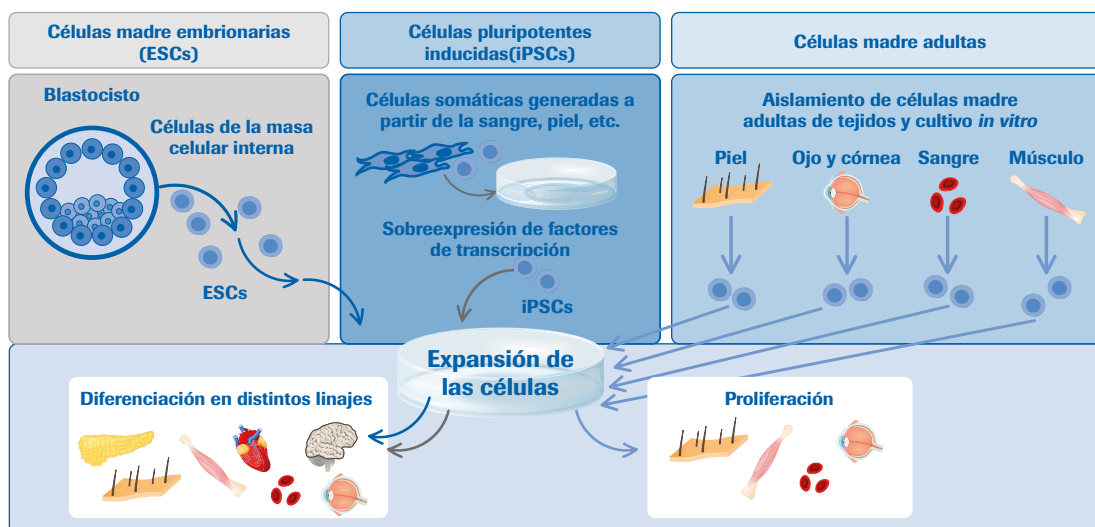 Células madre embrionarias
(ESCs)
Células pluripotentes
inducidas(iPSCs)
Células madre adultas
Blastocisto
Células de la masa
celular interna
ESCs
Células somáticas generadas a
partir de la sangre, piel, etc.
Sobreexpresión de factores
de transcripción
iPSCs
Aislamiento de células madre
adultas de tejidos y cultivo in vitro
Piel
Ojo y córnea
Sangre
Músculo
Expansión de
las células
Diferenciación en distintos linajes
Proliferación